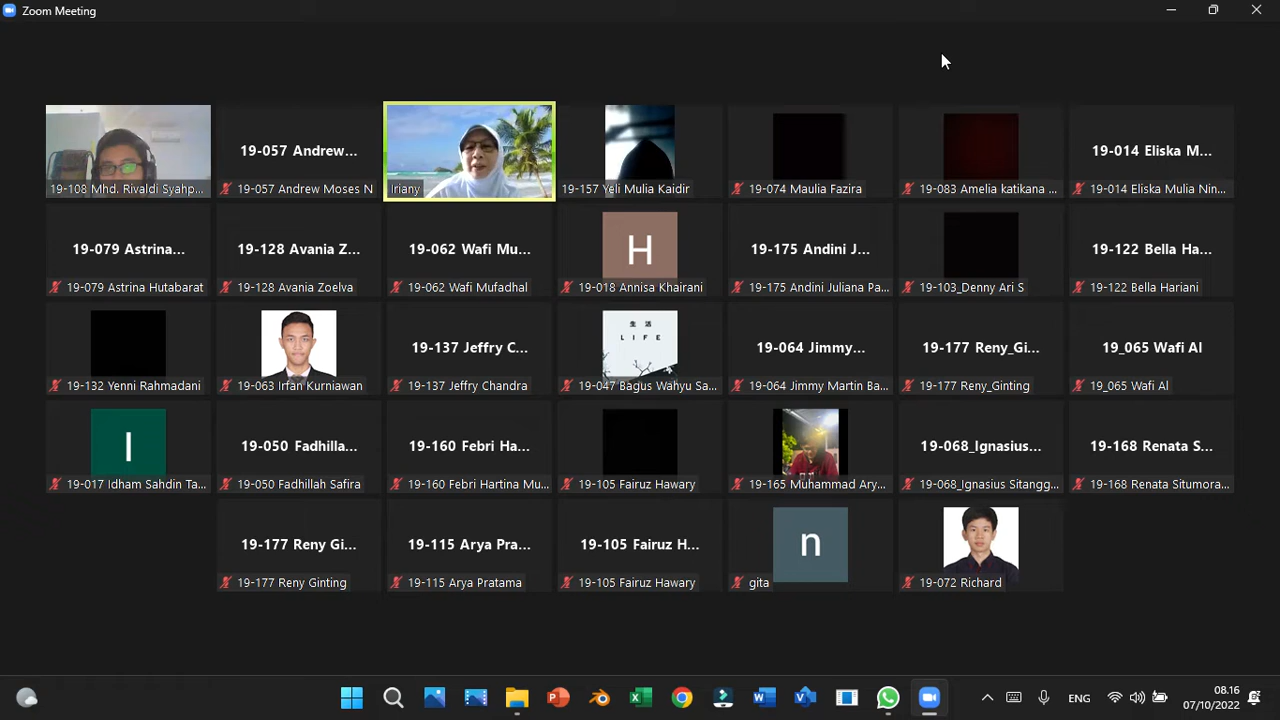 Zoom Meeting
19-108 Mhd. Rivaldi Syahp...
19-057 Andrew...
19-057 Andrew Moses N
Iriany
19-157 Yeli Mulia Kaidir
19-074 Maulia Fazira
19-083 Amelia katikana ...
19-014 Eliska M...
19-014 Eliska Mulia Nin...
19-079 Astrina...
19-079 Astrina Hutabarat
19-128 Avania Z...
19-128 Avania Zoelva
19-062 Wafi Mu...
19-062 Wafi Mufadhal
H
19-018 Annisa Khairani
19-175 Andini J...
19-175 Andini Juliana Pa...
19-103_Denny Ari S
19-122 Bella Ha...
19-122 Bella Hariani
19-132 Yenni Rahmadani
19-063 Irfan Kurniawan
19-137 Jeffry C...
19-137 Jeffry Chandra
生 活
LIFE
19-047 Bagus Wahyu Sa...
19-064 Jimmy...
19-064 Jimmy Martin Ba...
19-177 Reny_Gi...
19-177 Reny_Ginting
19_065 Wafi Al
19_065 Wafi Al
I
19-017 Idham Sahdin Ta...
19-050 Fadhilla...
19-050 Fadhillah Safira
19-160 Febri Ha...
19-160 Febri Hartina Mu...
19-105 Fairuz Hawary
19-165 Muhammad Ary...
19-068_Ignasius...
19-068_Ignasius Sitangg...
19-168 Renata S...
19-168 Renata Situmora...
19-177 Reny Gi...
19-177 Reny Ginting
19-115 Arya Pra...
19-115 Arya Pratama
19-105 Fairuz H...
19-105 Fairuz Hawary
n
gita
19-072 Richard
ENG
08.16
07/10/2022